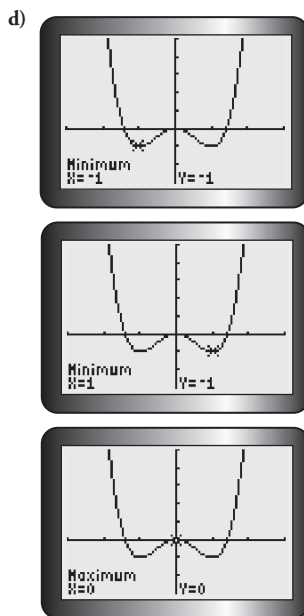 d)
Minimum
X=-1 Y=-1
Minimum
X=1 Y=-1
Maximum
X=0 Y=0